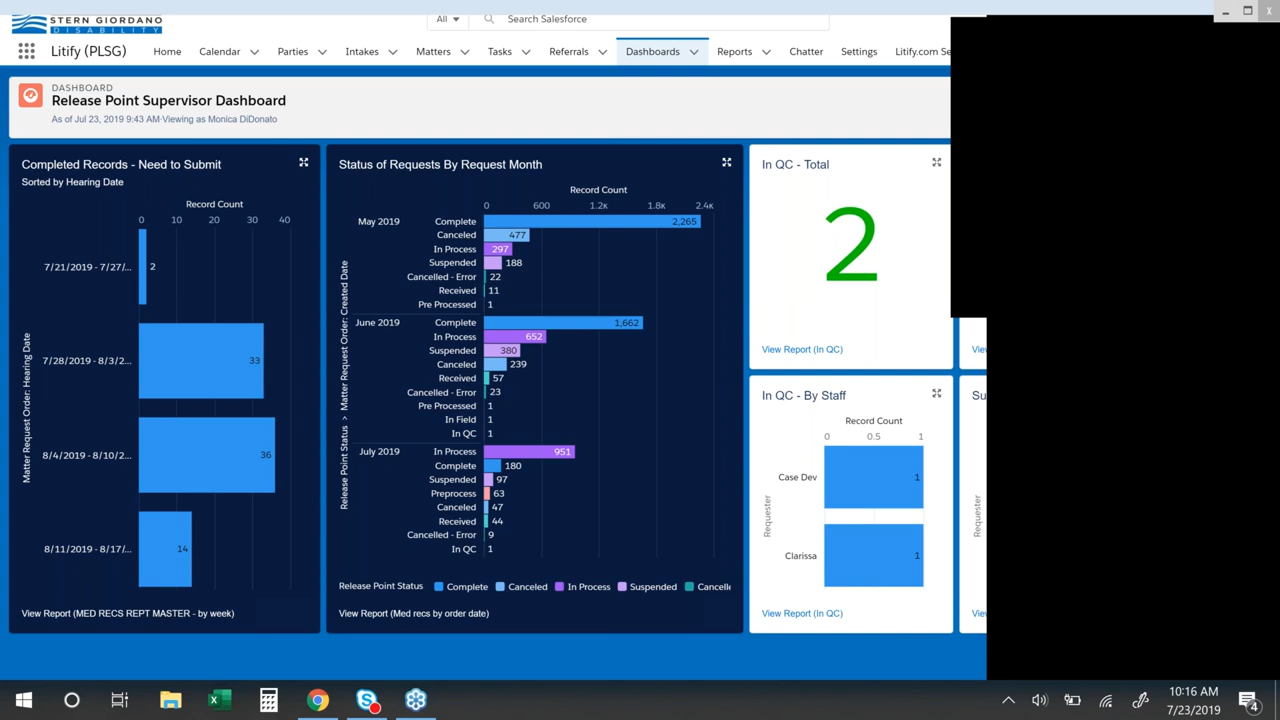 STERN GIORDANO
DISABILITY
All
Search Salesforce
Litify (PLSG)
Home
Calendar
Parties
Intakes
Matters
Tasks
Referrals
Dashboards
Reports
Chatter
Settings
Litify.com Se
DASHBOARD
Release Point Supervisor Dashboard
As of Jul 23, 2019 9:43 AM·Viewing as Monica DiDonato
Completed Records - Need to Submit
Sorted by Hearing Date
Record Count
0 10 20 30 40
Matter Request Order: Hearing Date
7/21/2019 - 7/27/... 2
7/28/2019 - 8/3/2... 33
8/4/2019 - 8/10/2... 36
8/11/2019 - 8/17/... 14
View Report (MED RECS REPT MASTER - by week)
Status of Requests By Request Month
Record Count
0 600 1.2K 1.8K 2.4K
Release Point Status > Matter Request Order: Created Date
May 2019 Complete 2,265
Canceled 477
In Process 297
Suspended 188
Cancelled - Error 22
Received 11
Pre Processed 1
June 2019 Complete 1,662
In Process 652
Suspended 380
Canceled 239
Received 57
Cancelled - Error 23
Pre Processed 1
In Field 1
In QC 1
July 2019 In Process 951
Complete 180
Suspended 97
Preprocess 63
Canceled 47
Received 44
Cancelled - Error 9
In QC 1
Release Point Status Complete Canceled In Process Suspended Cancelle
View Report (Med recs by order date)
In QC - Total
2
View Report (In QC)
Vie
In QC - By Staff
Record Count
0 0.5 1
Requester
Case Dev 1
Clarissa 1
View Report (In QC)
Su
Requester
Vie
10:16 AM
7/23/2019
4